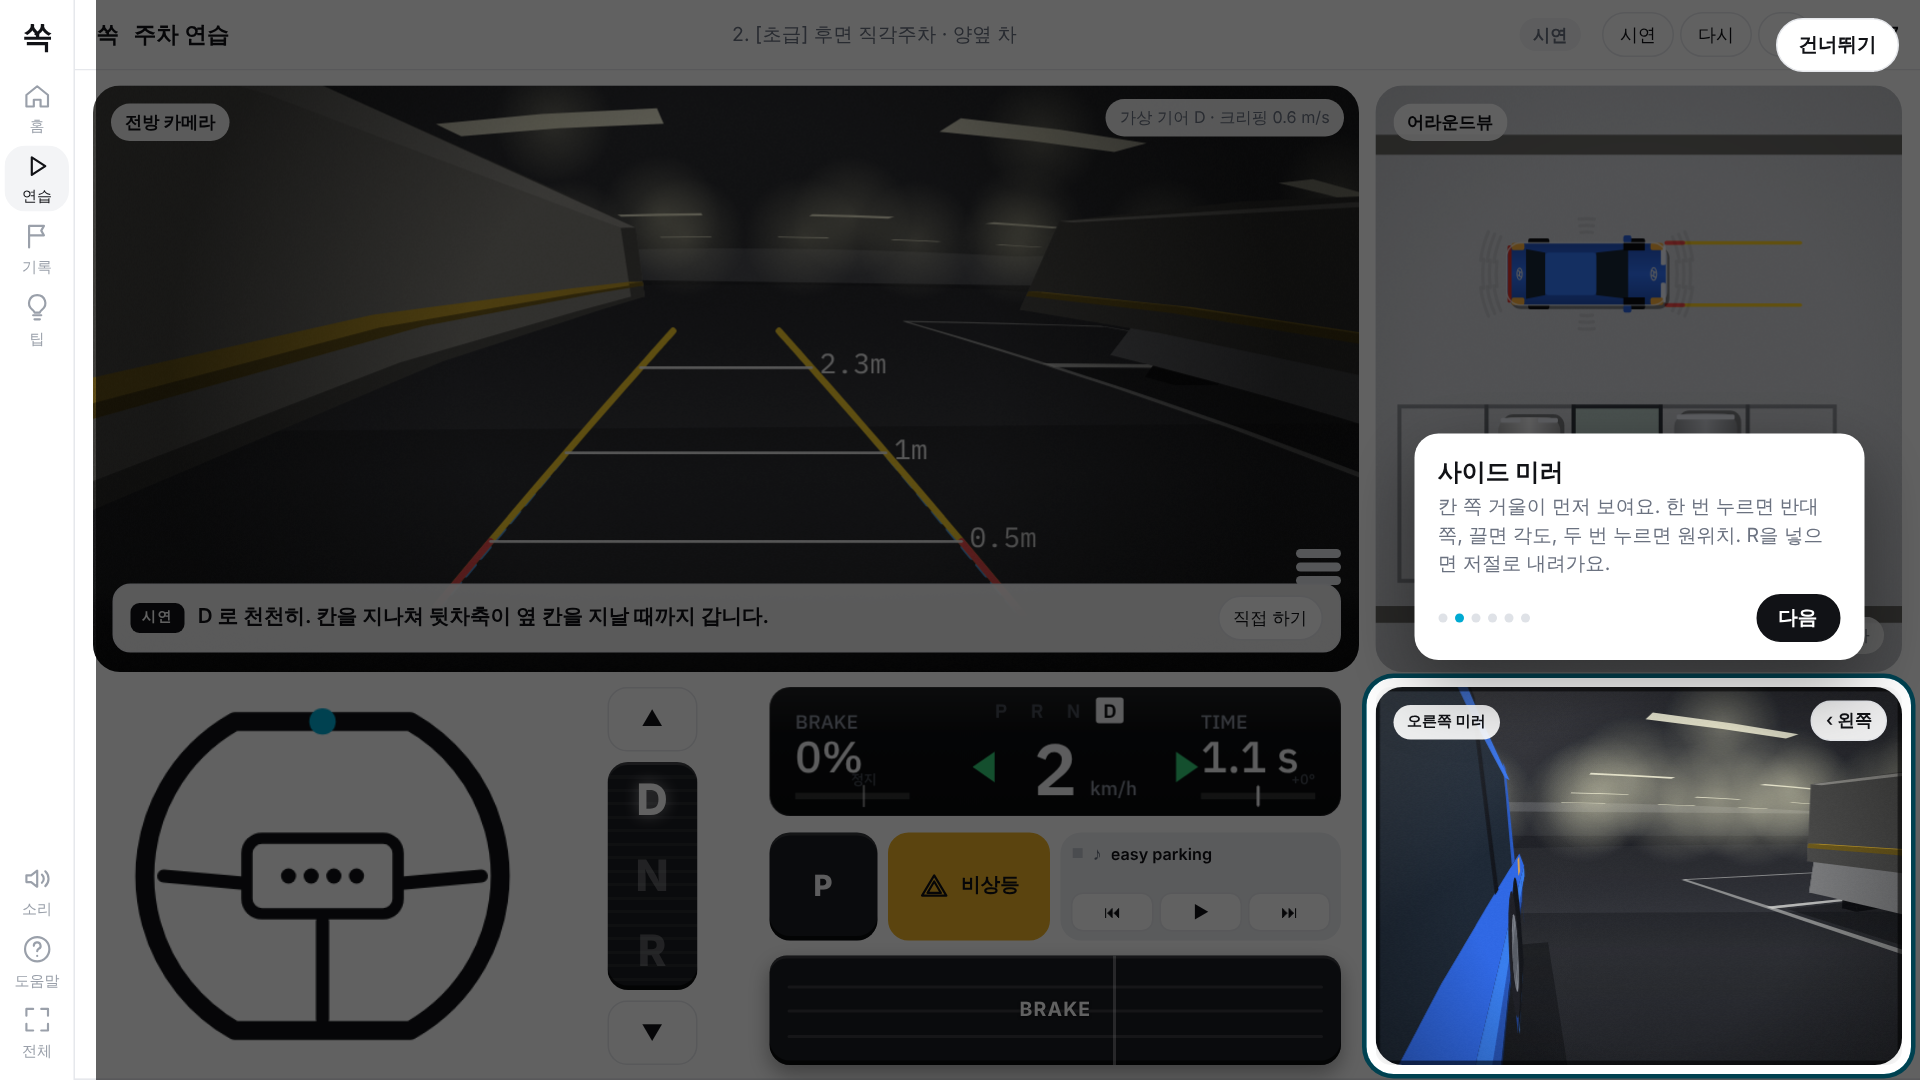 쏙
홈
연습
기록
팁
소리
도움말
전체
쏙 주차 연습
2. [초급] 후면 직각주차 · 양옆 차
시연
시연
다시
건너뛰기
전방 카메라
가상 기어 D · 크리핑 0.6 m/s
2.3m
1m
0.5m
시연 D 로 천천히. 칸을 지나쳐 뒷차축이 옆 칸을 지날 때까지 갑니다.
직접 하기
어라운드뷰
사이드 미러
칸 쪽 거울이 먼저 보여요. 한 번 누르면 반대
쪽, 끌면 각도, 두 번 누르면 원위치. R을 넣으
면 저절로 내려가요.
다음
▲
D
N
R
▼
P R N D
BRAKE
0%
정지
2 km/h
TIME
1.1 s
+0°
P
비상등
♪ easy parking
BRAKE
오른쪽 미러
‹ 왼쪽